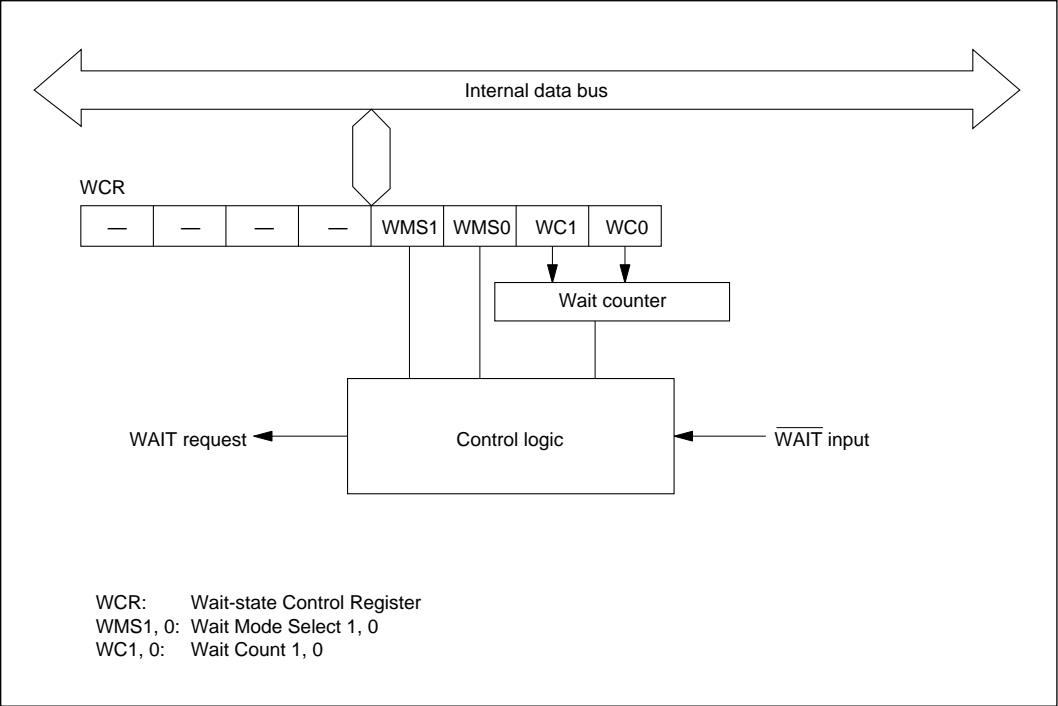 Internal data bus
WCR
— — — — WMS1 WMS0 WC1 WC0
Wait counter
WAIT request Control logic W̅A̅I̅T̅ input
WCR: Wait-state Control Register
WMS1, 0: Wait Mode Select 1, 0
WC1, 0: Wait Count 1, 0